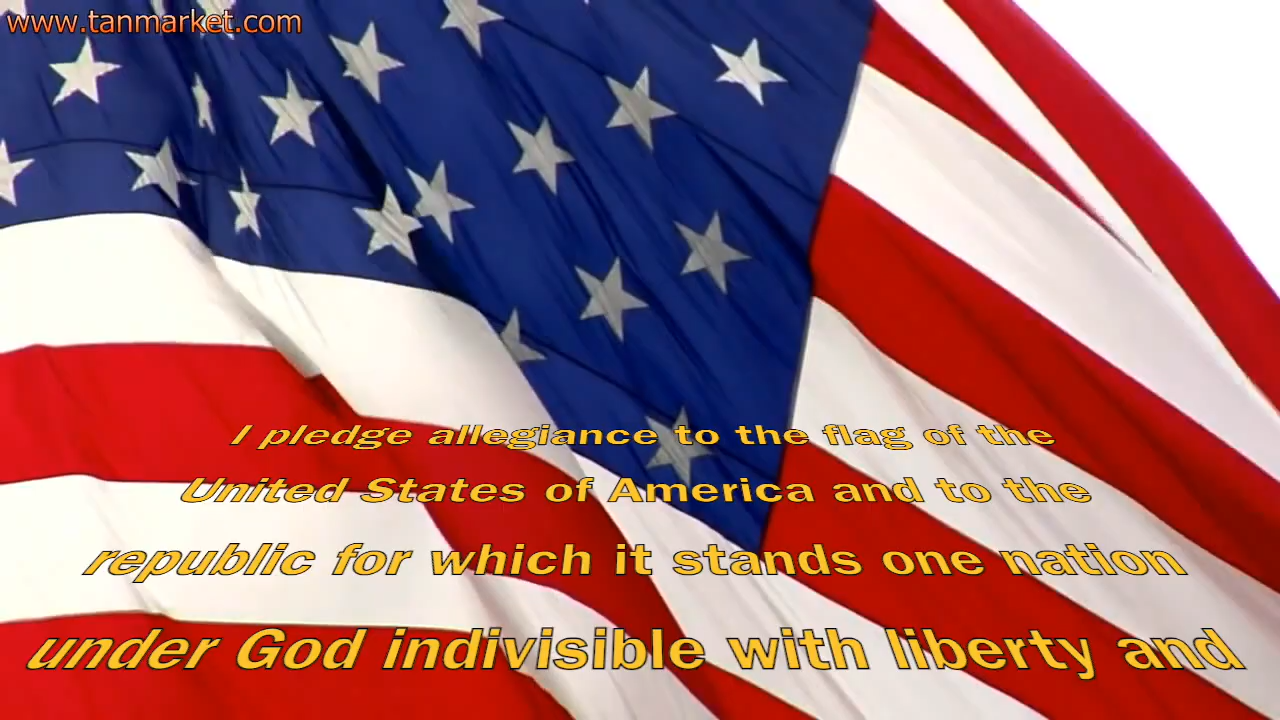 www.tanmarket.com
I pledge allegiance to the flag of the
United States of America and to the
republic for which it stands one nation
under God indivisible with liberty and